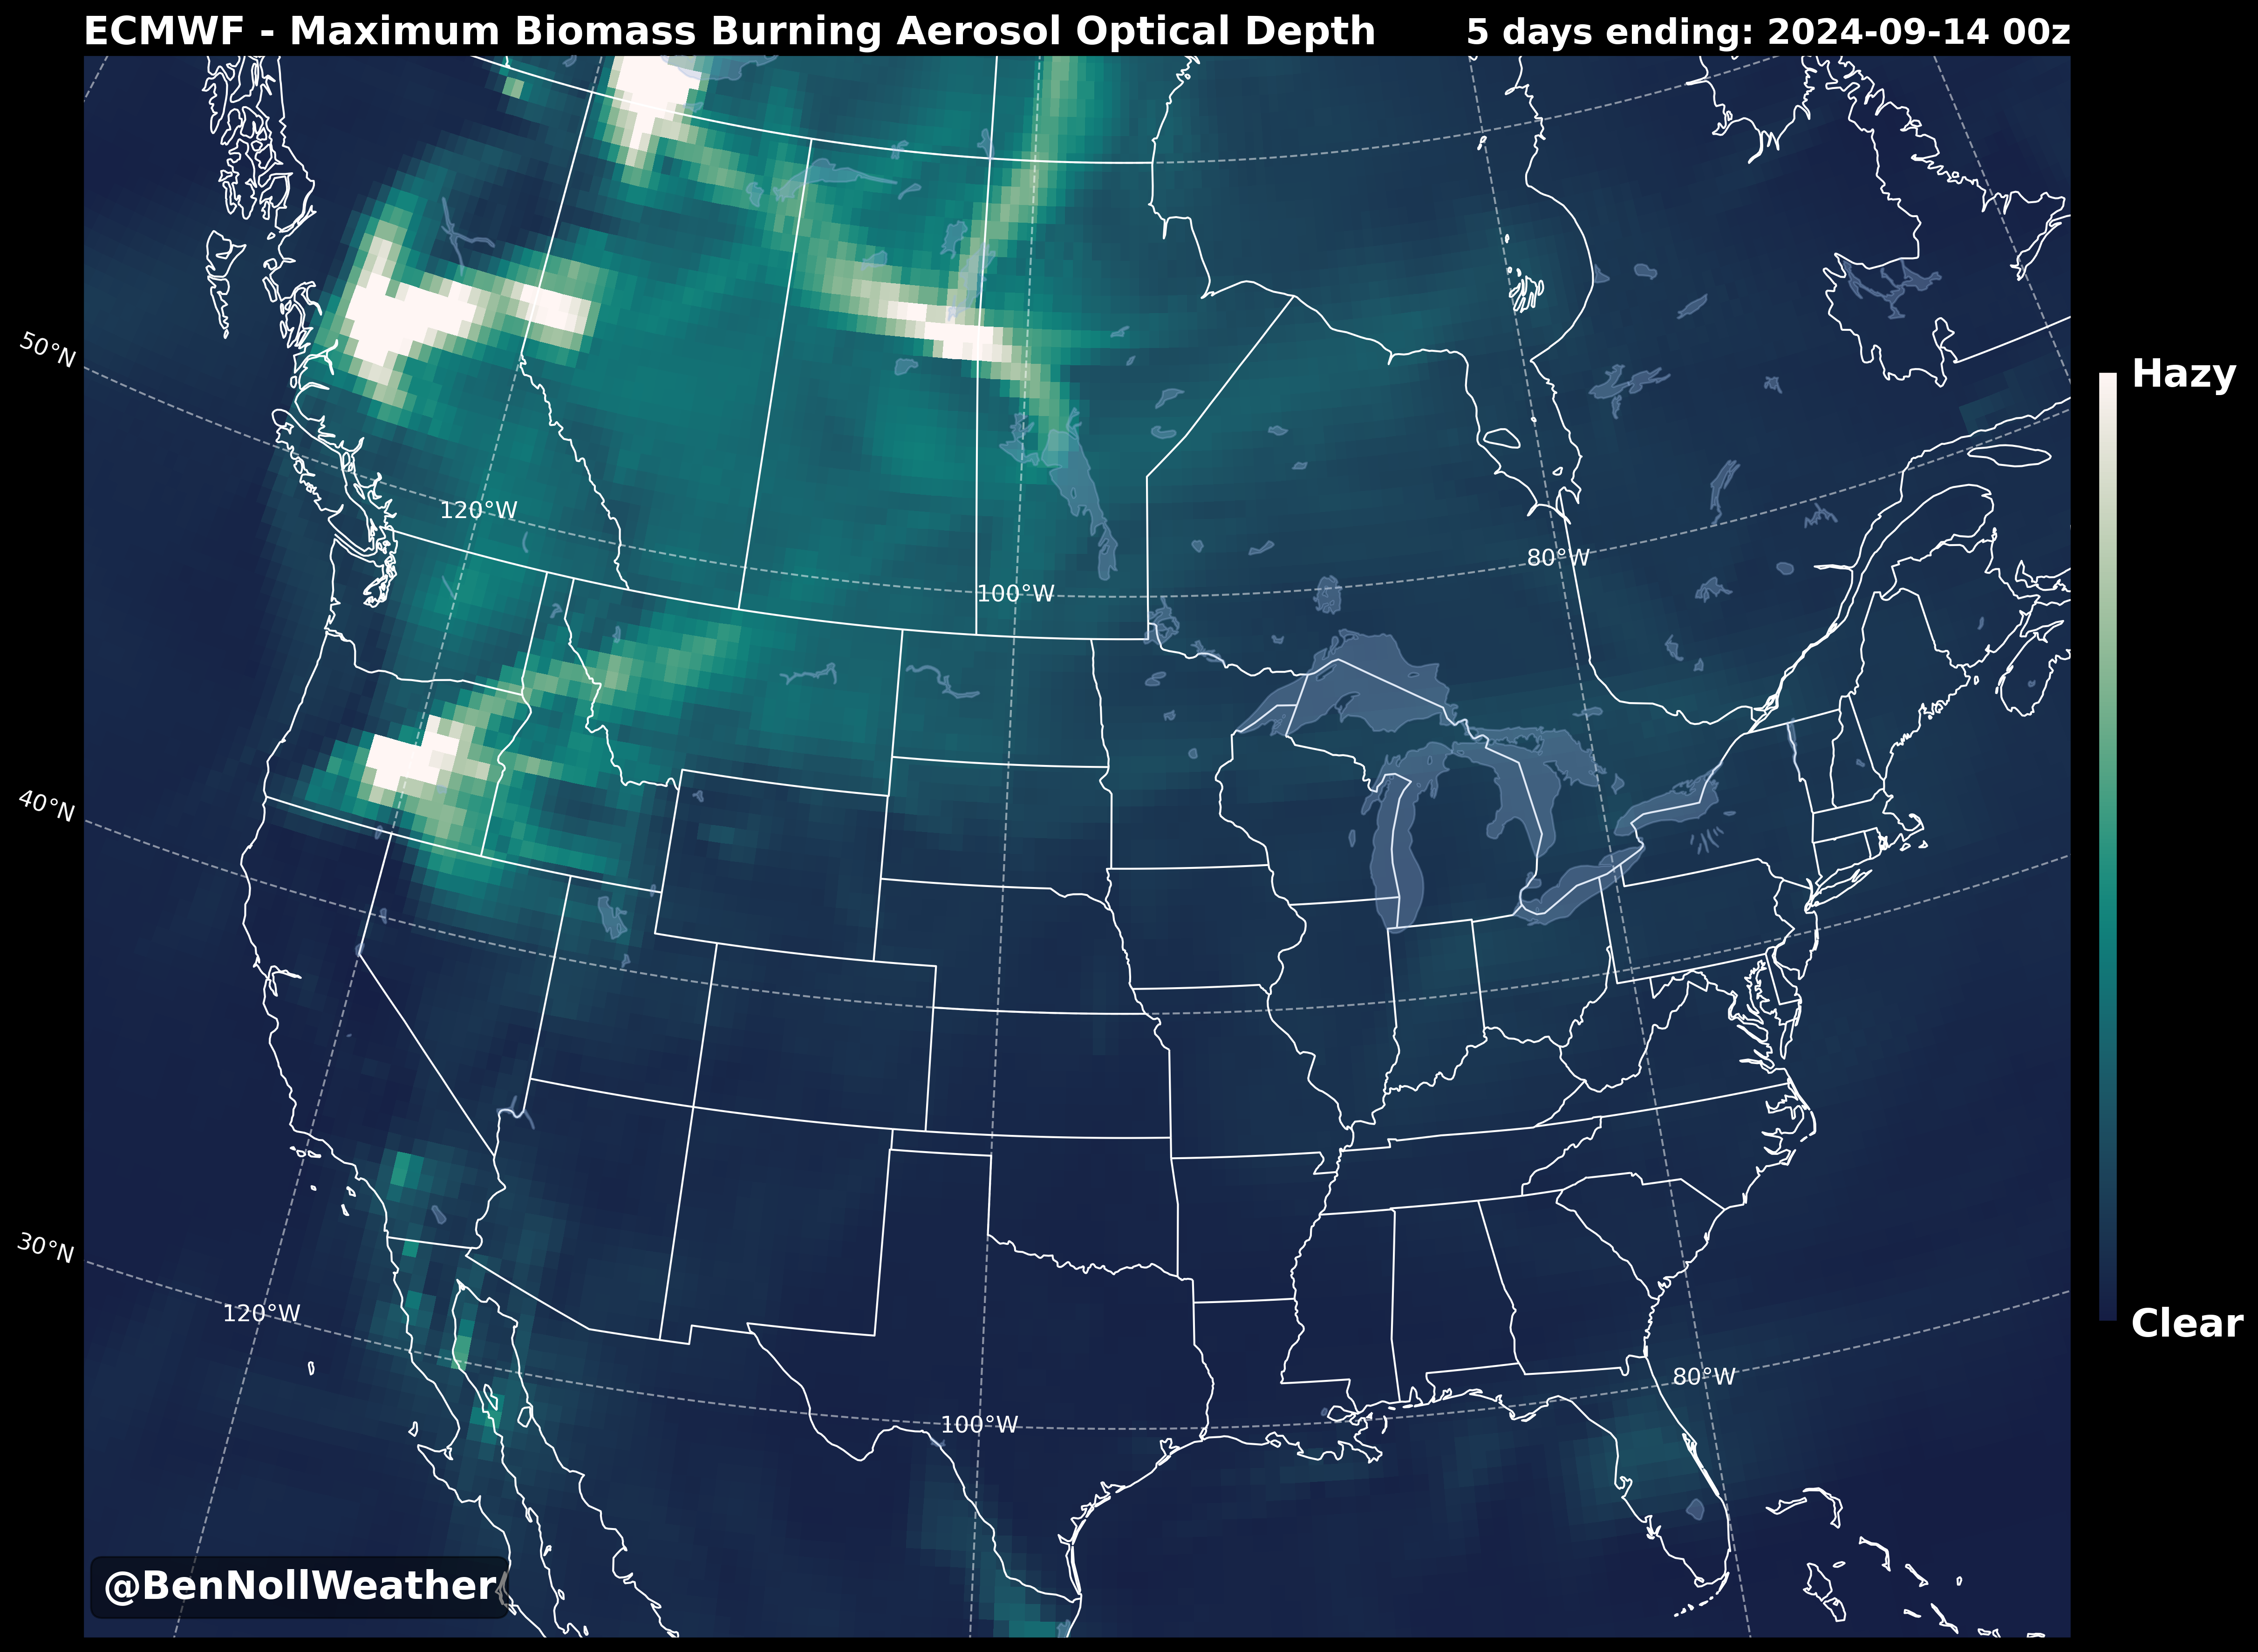 ECMWF - Maximum Biomass Burning Aerosol Optical Depth
5 days ending: 2024-09-14 00z
50°N
Hazy
120°W
80°W
100°W
40°N
30°N
120°W
Clear
80°W
100°W
@BenNollWeather